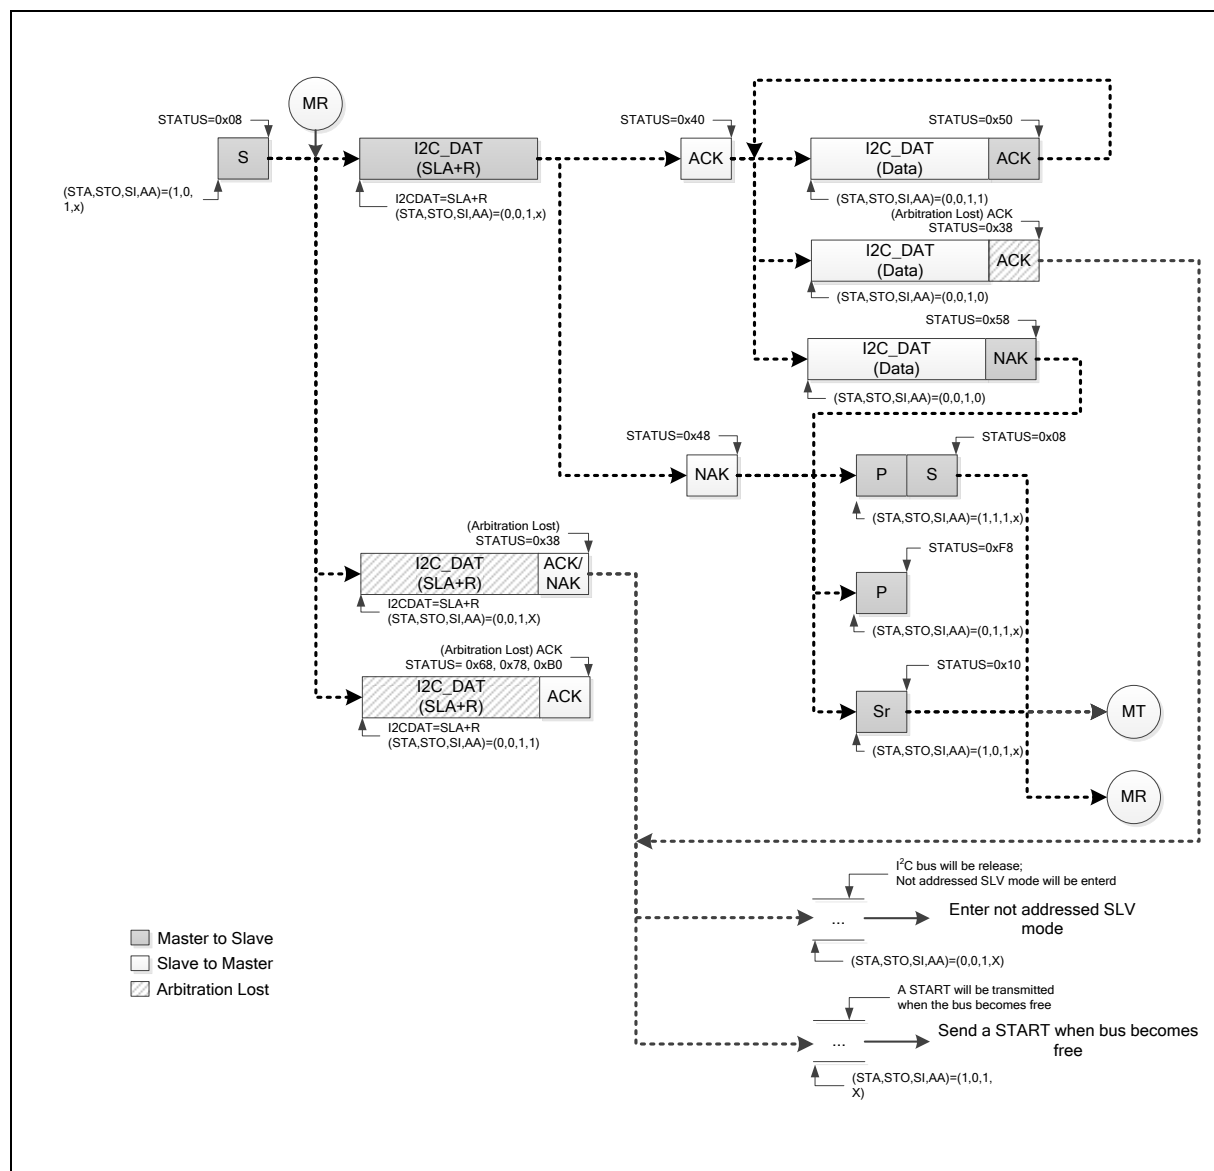 MR
STATUS=0x08
S
(STA,STO,SI,AA)=(1,0,
1,x)
I2C_DAT
(SLA+R)
I2CDAT=SLA+R
(STA,STO,SI,AA)=(0,0,1,x)
STATUS=0x40
ACK
STATUS=0x50
I2C_DAT
(Data)
ACK
(STA,STO,SI,AA)=(0,0,1,1)
(Arbitration Lost) ACK
STATUS=0x38
I2C_DAT
(Data)
ACK
(STA,STO,SI,AA)=(0,0,1,0)
STATUS=0x58
I2C_DAT
(Data)
NAK
(STA,STO,SI,AA)=(0,0,1,0)
STATUS=0x48
NAK
STATUS=0x08
P
S
(STA,STO,SI,AA)=(1,1,1,x)
(Arbitration Lost)
STATUS=0x38
I2C_DAT
(SLA+R)
ACK/
NAK
I2CDAT=SLA+R
(STA,STO,SI,AA)=(0,0,1,X)
STATUS=0xF8
P
(STA,STO,SI,AA)=(0,1,1,x)
(Arbitration Lost) ACK
STATUS= 0x68, 0x78, 0xB0
I2C_DAT
(SLA+R)
ACK
I2CDAT=SLA+R
(STA,STO,SI,AA)=(0,0,1,1)
STATUS=0x10
Sr
(STA,STO,SI,AA)=(1,0,1,x)
MT
MR
I²C bus will be release;
Not addressed SLV mode will be enterd
...
Enter not addressed SLV
mode
(STA,STO,SI,AA)=(0,0,1,X)
Master to Slave
Slave to Master
Arbitration Lost
A START will be transmitted
when the bus becomes free
...
Send a START when bus becomes
free
(STA,STO,SI,AA)=(1,0,1,
X)